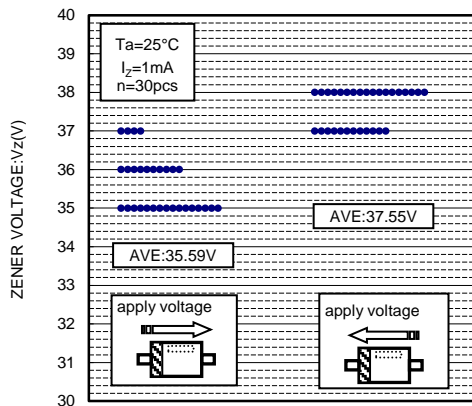 40
39
38
37
36
35
34
33
32
31
30
ZENER VOLTAGE:Vz(V)
Ta=25°C
IZ=1mA
n=30pcs
AVE:35.59V
AVE:37.55V
apply voltage
apply voltage